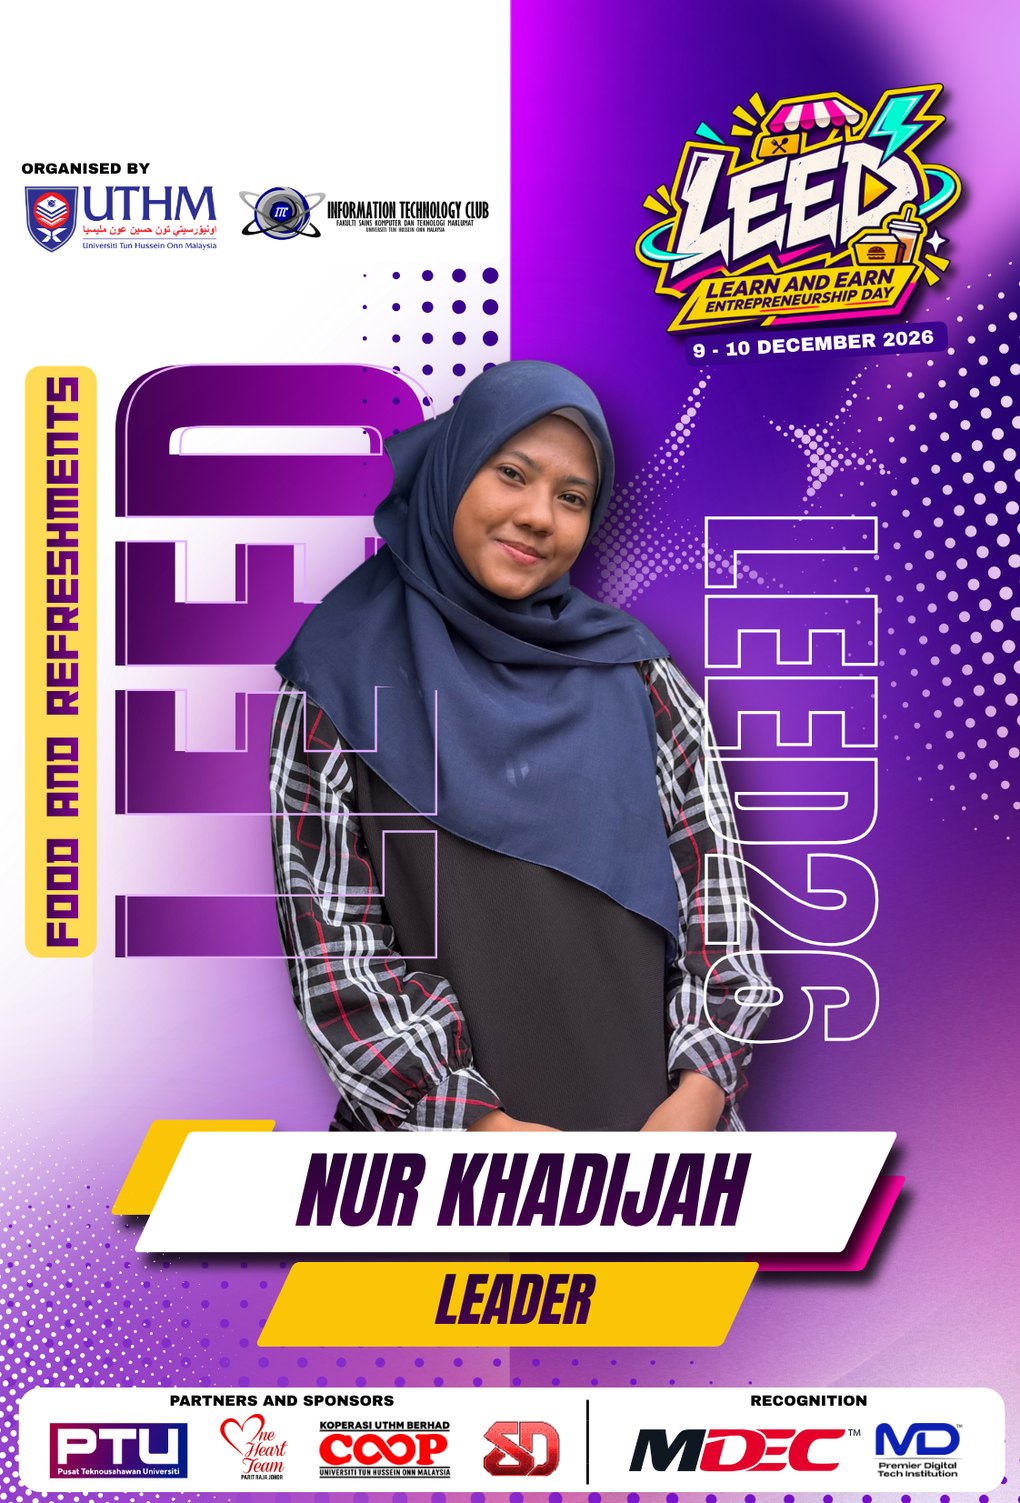 ORGANISED BY
UTHM
اونيۏرسيتي تون حسين عون مليسيا
Universiti Tun Hussein Onn Malaysia
ITC
INFORMATION TECHNOLOGY CLUB
FAKULTI SAINS KOMPUTER DAN TEKNOLOGI MAKLUMAT
UNIVERSITI TUN HUSSEIN ONN MALAYSIA
LEED
LEARN AND EARN
ENTREPRENEURSHIP DAY
9 - 10 DECEMBER 2026
FOOD AND REFRESHMENTS
LEED
LEED26
NUR KHADIJAH
LEADER
PARTNERS AND SPONSORS
PTU
Pusat Teknousahawan Universiti
One
Heart
Team
PARIT RAJA JOHOR
KOPERASI UTHM BERHAD
COOP
UNIVERSITI TUN HUSSEIN ONN MALAYSIA
SD
RECOGNITION
MDEC™
MD™
Premier Digital
Tech Institution